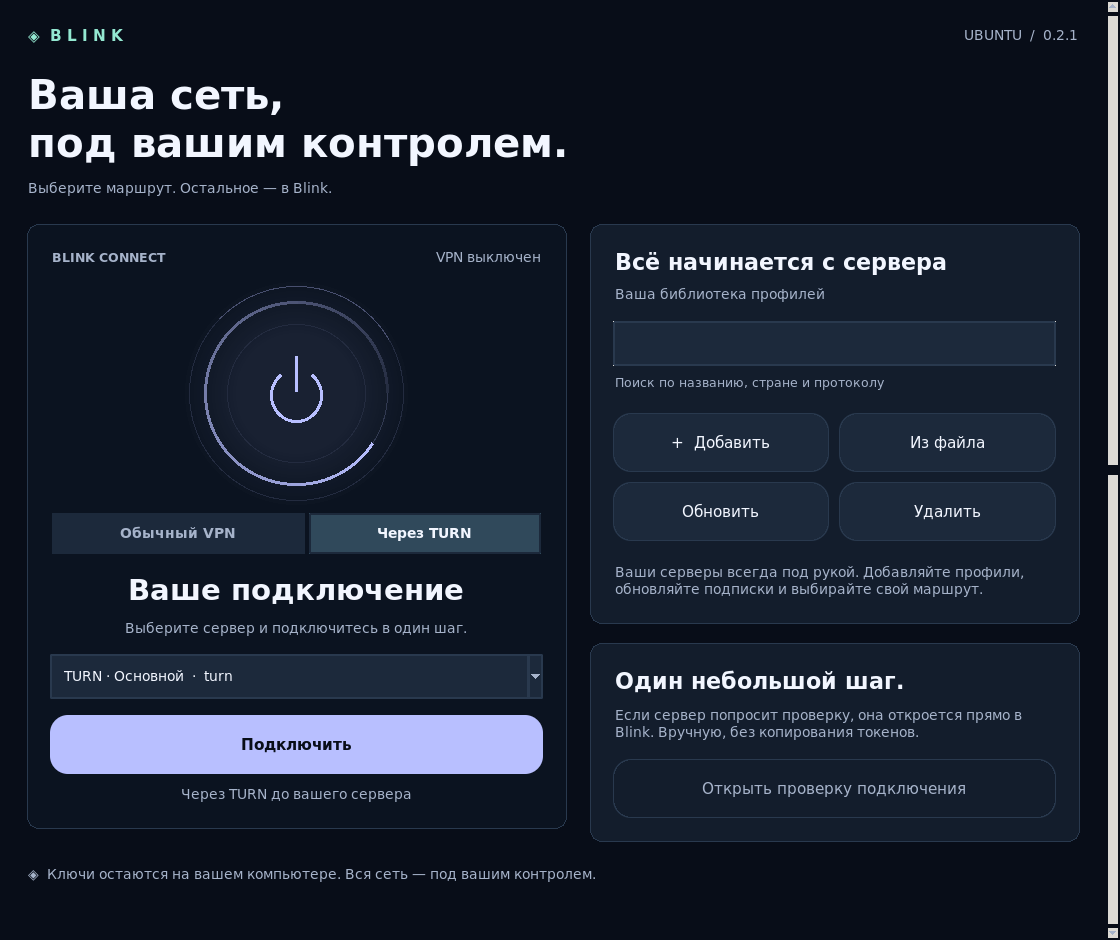 ◈ BLINK
UBUNTU / 0.2.1
Ваша сеть,
под вашим контролем.
Выберите маршрут. Остальное — в Blink.
BLINK CONNECT
VPN выключен
Обычный VPN
Через TURN
Ваше подключение
Выберите сервер и подключитесь в один шаг.
TURN · Основной · turn
Подключить
Через TURN до вашего сервера
Всё начинается с сервера
Ваша библиотека профилей
Поиск по названию, стране и протоколу
+ Добавить
Из файла
Обновить
Удалить
Ваши серверы всегда под рукой. Добавляйте профили,
обновляйте подписки и выбирайте свой маршрут.
Один небольшой шаг.
Если сервер попросит проверку, она откроется прямо в
Blink. Вручную, без копирования токенов.
Открыть проверку подключения
◈ Ключи остаются на вашем компьютере. Вся сеть — под вашим контролем.